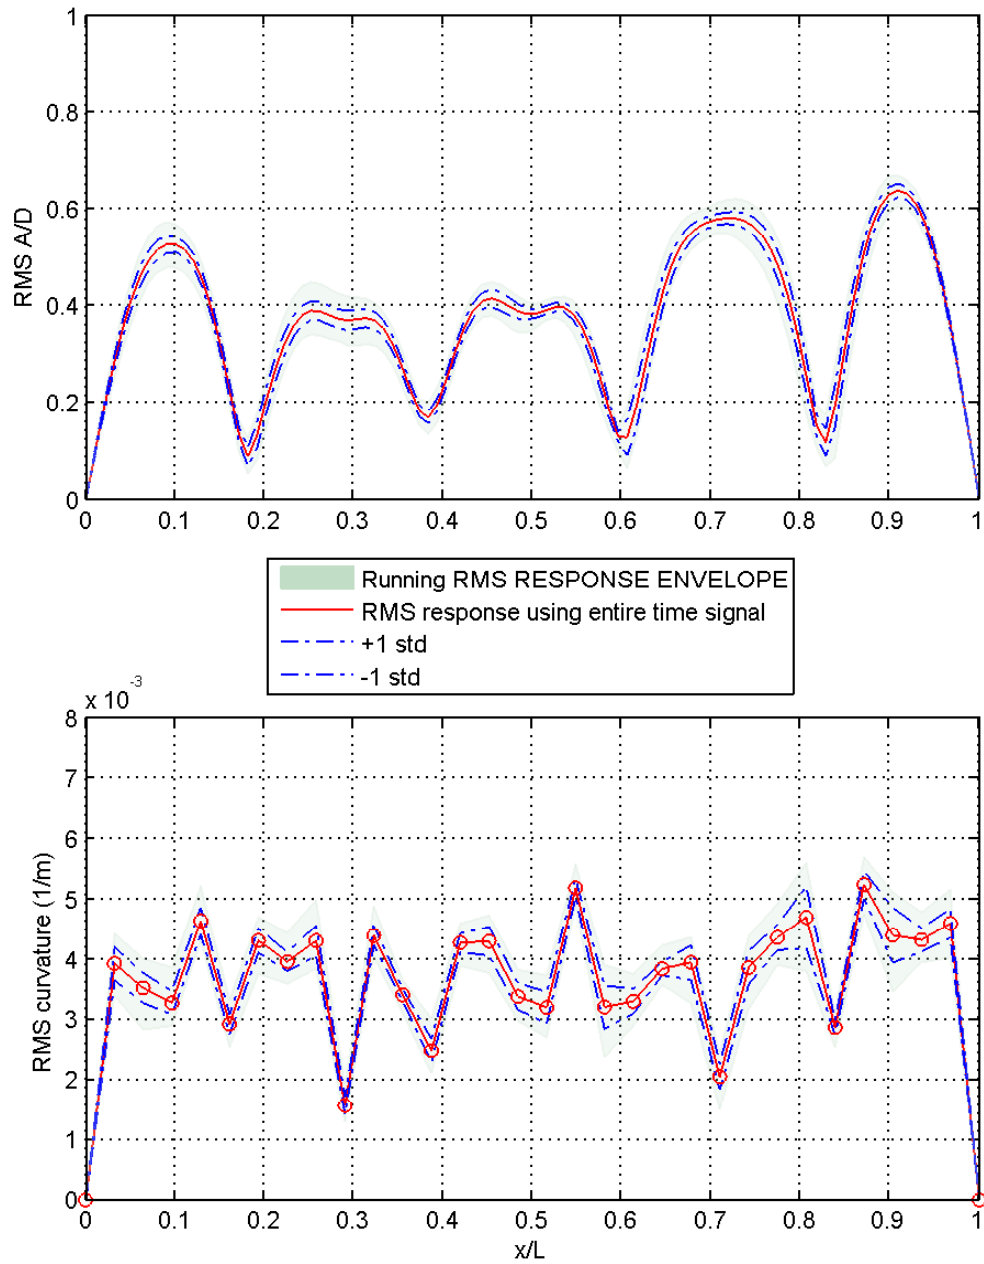 1
0.8
0.6
0.4
0.2
0
RMS A/D
0 0.1 0.2 0.3 0.4 0.5 0.6 0.7 0.8 0.9 1
Running RMS RESPONSE ENVELOPE
RMS response using entire time signal
+1 std
-1 std
x 10^-3
8
7
6
5
4
3
2
1
0
RMS curvature (1/m)
0 0.1 0.2 0.3 0.4 0.5 0.6 0.7 0.8 0.9 1
x/L